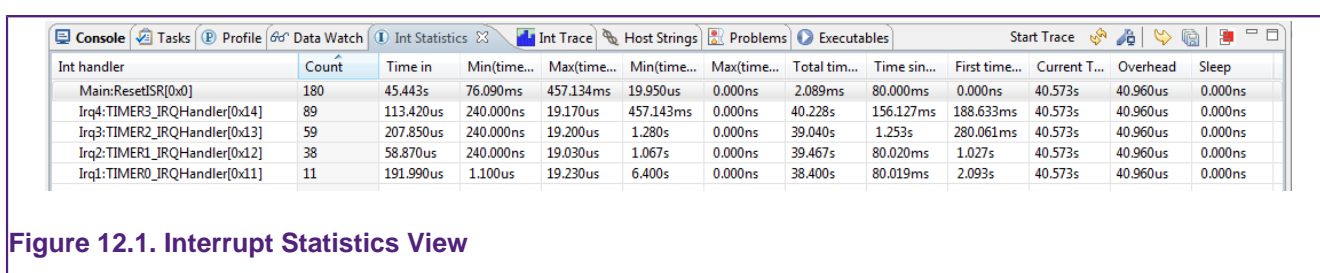 Console Tasks Profile Data Watch Int Statistics Int Trace Host Strings Problems Executables Start Trace
Int handler Count Time in Min(time... Max(time... Min(time... Max(time... Total tim... Time sin... First time... Current T... Overhead Sleep
Main:ResetISR[0x0] 180 45.443s 76.090ms 457.134ms 19.950us 0.000ns 2.089ms 80.000ms 0.000ns 40.573s 40.960us 0.000ns
Irq4:TIMER3_IRQHandler[0x14] 89 113.420us 240.000ns 19.170us 457.143ms 0.000ns 40.228s 156.127ms 188.633ms 40.573s 40.960us 0.000ns
Irq3:TIMER2_IRQHandler[0x13] 59 207.850us 240.000ns 19.200us 1.280s 0.000ns 39.040s 1.253s 280.061ms 40.573s 40.960us 0.000ns
Irq2:TIMER1_IRQHandler[0x12] 38 58.870us 240.000ns 19.030us 1.067s 0.000ns 39.467s 80.020ms 1.027s 40.573s 40.960us 0.000ns
Irq1:TIMER0_IRQHandler[0x11] 11 191.990us 1.100us 19.230us 6.400s 0.000ns 38.400s 80.019ms 2.093s 40.573s 40.960us 0.000ns
Figure 12.1. Interrupt Statistics View